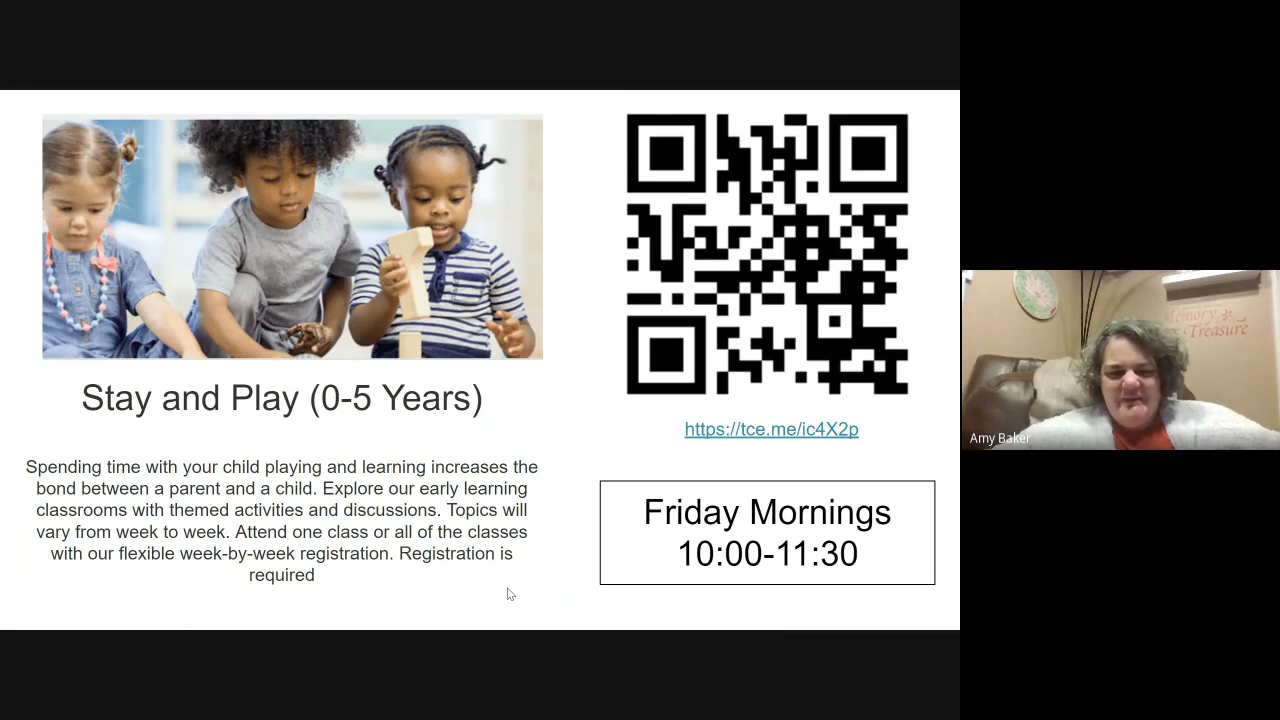 Stay and Play (0-5 Years)
Spending time with your child playing and learning increases the
bond between a parent and a child. Explore our early learning
classrooms with themed activities and discussions. Topics will
vary from week to week. Attend one class or all of the classes
with our flexible week-by-week registration. Registration is
required
https://tce.me/ic4X2p
Friday Mornings
10:00-11:30
Memory
Treasure
Amy Baker